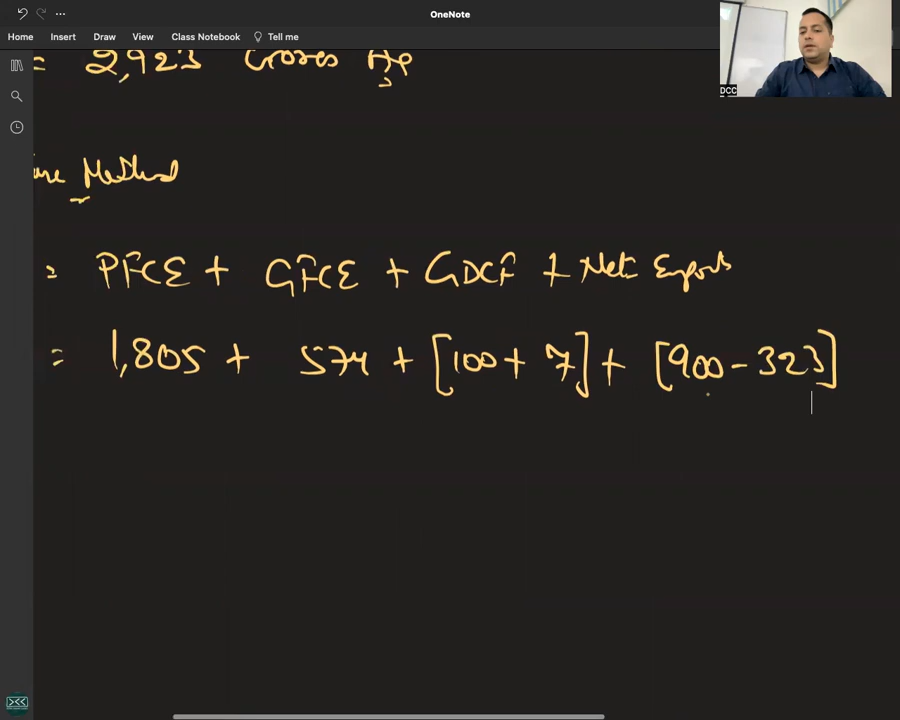 OneNote
Home Insert Draw View Class Notebook Tell me
DCC
= 2,923 Crores
Method
= PFCE + GFCE + GDCF + Net Exports
= 1,805 + 574 + [100 + 7] + [900 - 323]